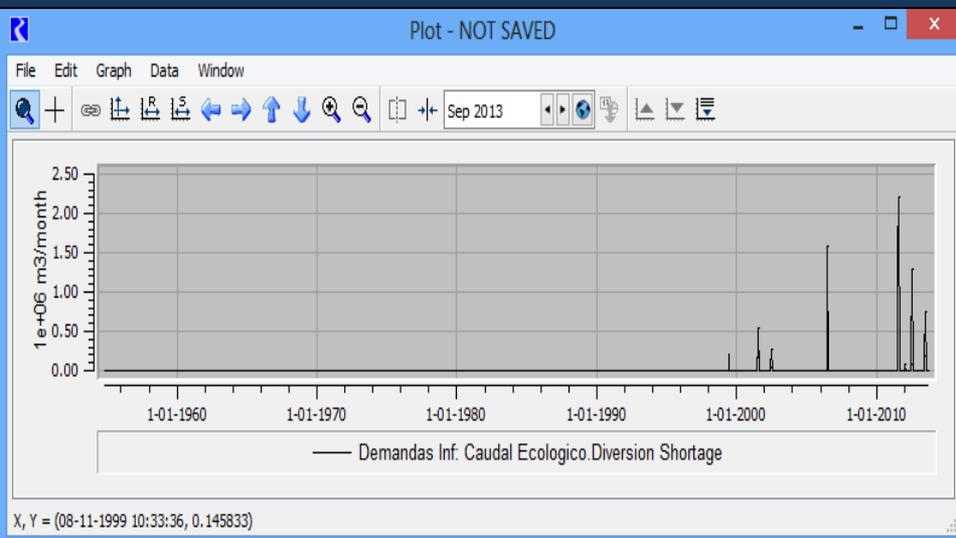 Plot - NOT SAVED
File Edit Graph Data Window
R S Sep 2013
2.50
2.00
1.50
1.00
0.50
0.00
1e+06 m3/month
1-01-1960 1-01-1970 1-01-1980 1-01-1990 1-01-2000 1-01-2010
Demandas Inf: Caudal Ecologico.Diversion Shortage
X, Y = (08-11-1999 10:33:36, 0.145833)